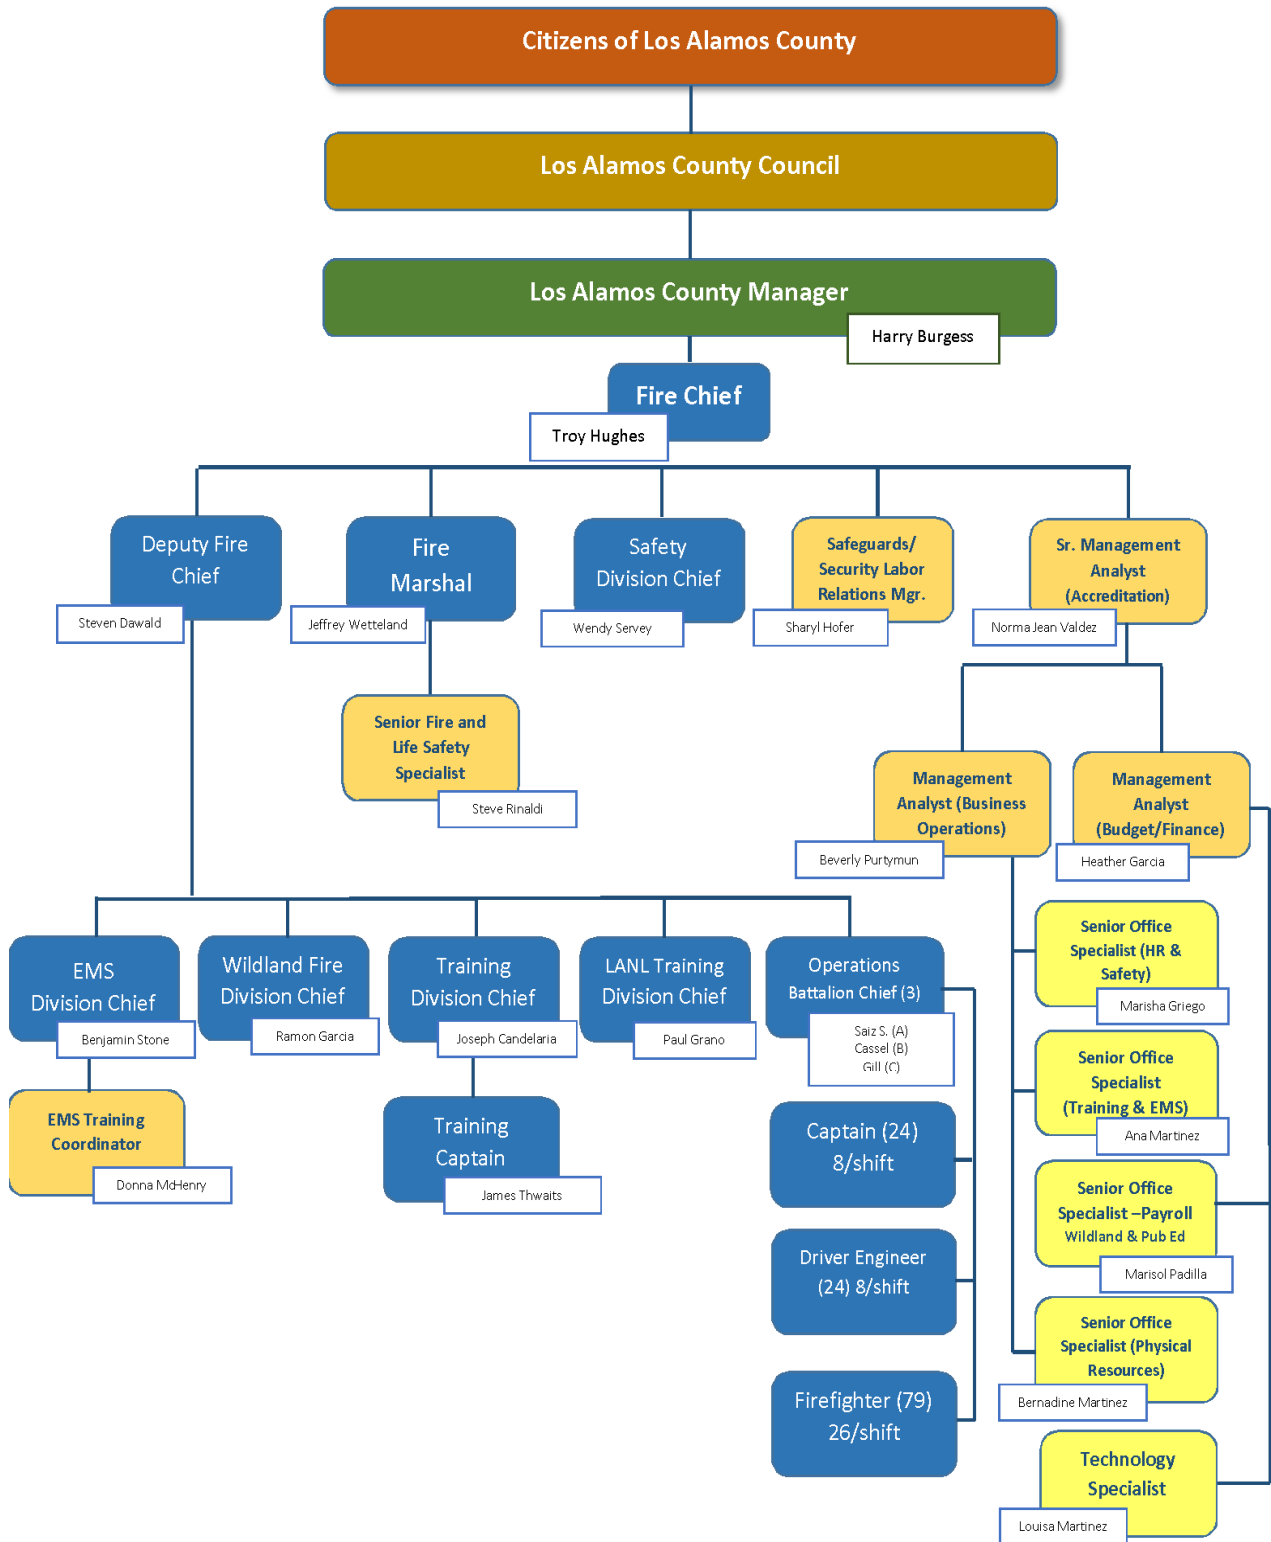 Citizens of Los Alamos County
Los Alamos County Council
Los Alamos County Manager
Harry Burgess
Fire Chief
Troy Hughes
Deputy Fire
Chief
Steven Dawald
Fire
Marshal
Jeffrey Wetteland
Safety
Division Chief
Wendy Servey
Safeguards/
Security Labor
Relations Mgr.
Sharyl Hofer
Sr. Management
Analyst
(Accreditation)
Norma Jean Valdez
Senior Fire and
Life Safety
Specialist
Steve Rinaldi
Management
Analyst (Business
Operations)
Beverly Purtymun
Management
Analyst
(Budget/Finance)
Heather Garcia
EMS
Division Chief
Benjamin Stone
Wildland Fire
Division Chief
Ramon Garcia
Training
Division Chief
Joseph Candelaria
LANL Training
Division Chief
Paul Grano
Operations
Battalion Chief (3)
Saiz S. (A)
Cassel (B)
Gill (C)
EMS Training
Coordinator
Donna McHenry
Training
Captain
James Thwaits
Captain (24)
8/shift
Driver Engineer
(24) 8/shift
Firefighter (79)
26/shift
Senior Office
Specialist (HR &
Safety)
Marisha Griego
Senior Office
Specialist
(Training & EMS)
Ana Martinez
Senior Office
Specialist –Payroll
Wildland & Pub Ed
Marisol Padilla
Senior Office
Specialist (Physical
Resources)
Bernadine Martinez
Technology
Specialist
Louisa Martinez